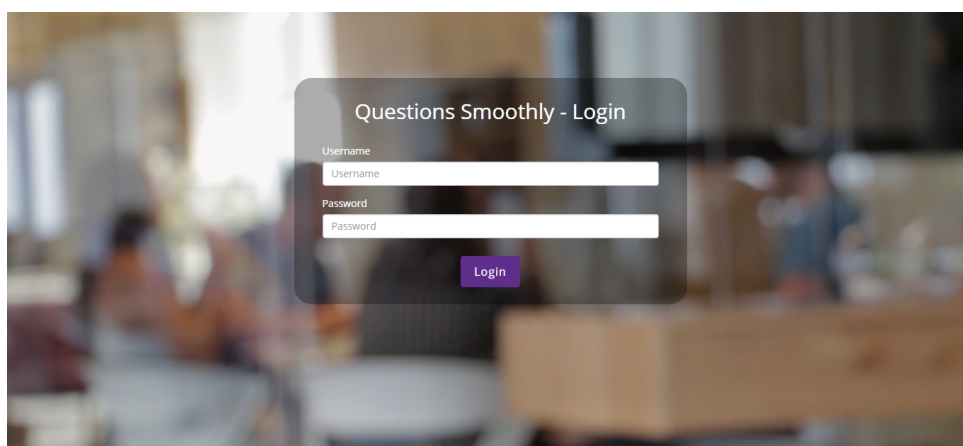 Questions Smoothly - Login
Username
Username
Password
Password
Login